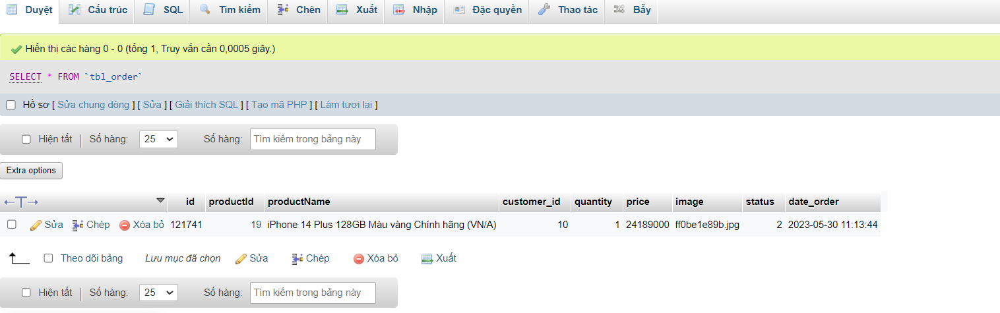 Duyệt Cấu trúc SQL Tìm kiếm Chèn Xuất Nhập Đặc quyền Thao tác Bẫy
Hiển thị các hàng 0 - 0 (tổng 1, Truy vấn cần 0,0005 giây.)
SELECT * FROM `tbl_order`
Hồ sơ [ Sửa chung dòng ] [ Sửa ] [ Giải thích SQL ] [ Tạo mã PHP ] [ Làm tươi lại ]
Hiện tất | Số hàng: 25 Số hàng: Tìm kiếm trong bảng này
Extra options
←T→ id productId productName customer_id quantity price image status date_order
Sửa Chép Xóa bỏ 121741 19 iPhone 14 Plus 128GB Màu vàng Chính hãng (VN/A) 10 1 24189000 ff0be1e89b.jpg 2 2023-05-30 11:13:44
Theo dõi bảng Lưu mục đã chọn Sửa Chép Xóa bỏ Xuất
Hiện tất | Số hàng: 25 Số hàng: Tìm kiếm trong bảng này